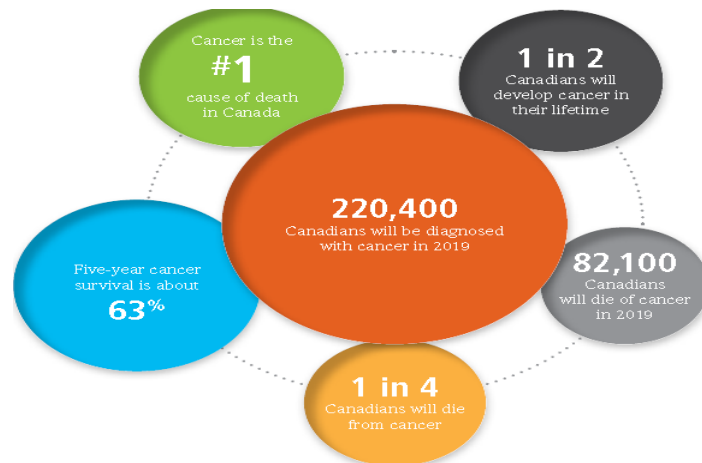 Cancer is the
#1
cause of death
in Canada
1 in 2
Canadians will
develop cancer in
their lifetime
220,400
Canadians will be diagnosed
with cancer in 2019
Five-year cancer
survival is about
63%
82,100
Canadians
will die of cancer
in 2019
1 in 4
Canadians will die
from cancer